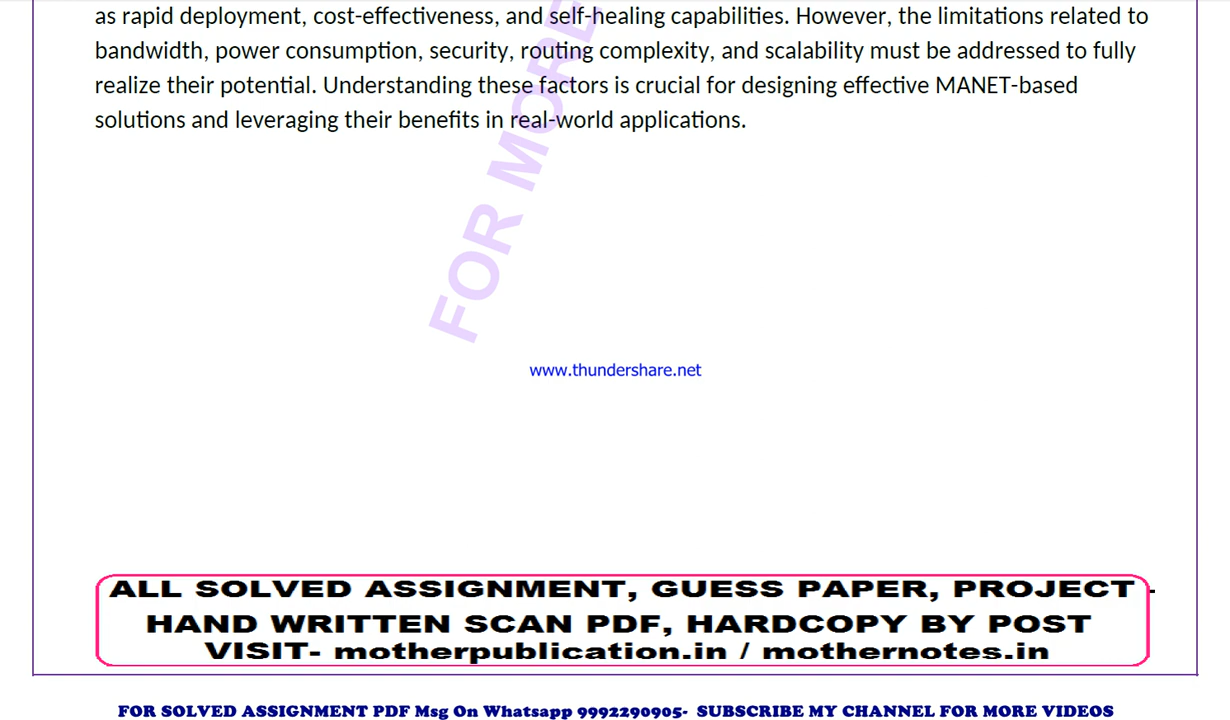 as rapid deployment, cost-effectiveness, and self-healing capabilities. However, the limitations related to
bandwidth, power consumption, security, routing complexity, and scalability must be addressed to fully
realize their potential. Understanding these factors is crucial for designing effective MANET-based
solutions and leveraging their benefits in real-world applications.
FOR MORE
www.thundershare.net
ALL SOLVED ASSIGNMENT, GUESS PAPER, PROJECT -
HAND WRITTEN SCAN PDF, HARDCOPY BY POST
VISIT- motherpublication.in / mothernotes.in
FOR SOLVED ASSIGNMENT PDF Msg On Whatsapp 9992290905- SUBSCRIBE MY CHANNEL FOR MORE VIDEOS